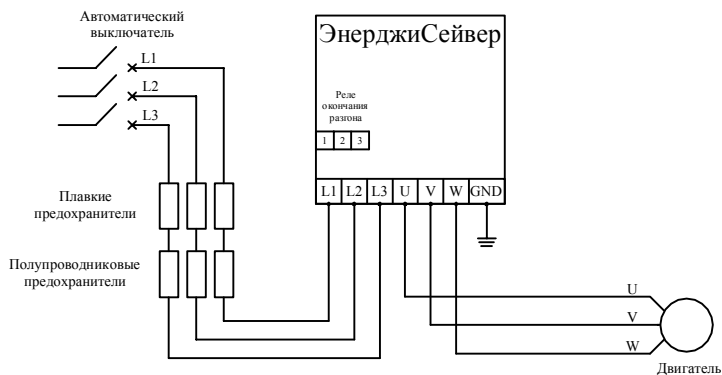 Автоматический
выключатель
L1
L2
L3
Плавкие
предохранители
Полупроводниковые
предохранители
ЭнерджиСейвер
Реле
окончания
разгона
1 2 3
L1 L2 L3 U V W GND
U
V
W
Двигатель